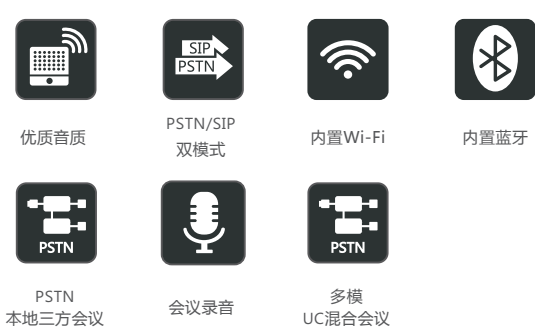 SIP
PSTN
优质音质
PSTN/SIP
双模式
内置Wi-Fi
内置蓝牙
PSTN
PSTN
PSTN
本地三方会议
会议录音
多模
UC混合会议